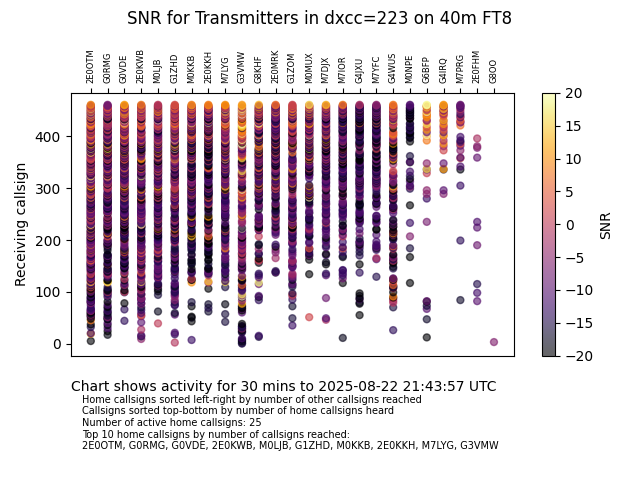 SNR for Transmitters in dxcc=223 on 40m FT8
2E0OTM G0RMG G0VDE 2E0KWB M0LJB G1ZHD M0KKB 2E0KKH M7LYG G3VMW G8KHF 2E0MRK G1ZOM M0MUX M7DJX M7IOR G4JXU M7YFC G4WUS M0NPE G6BFP G4IRQ M7PRG 2E0FHM G8OO
Receiving callsign
400
300
200
100
0
20
15
10
5
0
−5
−10
−15
−20
SNR
Chart shows activity for 30 mins to 2025-08-22 21:43:57 UTC
Home callsigns sorted left-right by number of other callsigns reached
Callsigns sorted top-bottom by number of home callsigns heard
Number of active home callsigns: 25
Top 10 home callsigns by number of callsigns reached:
2E0OTM, G0RMG, G0VDE, 2E0KWB, M0LJB, G1ZHD, M0KKB, 2E0KKH, M7LYG, G3VMW